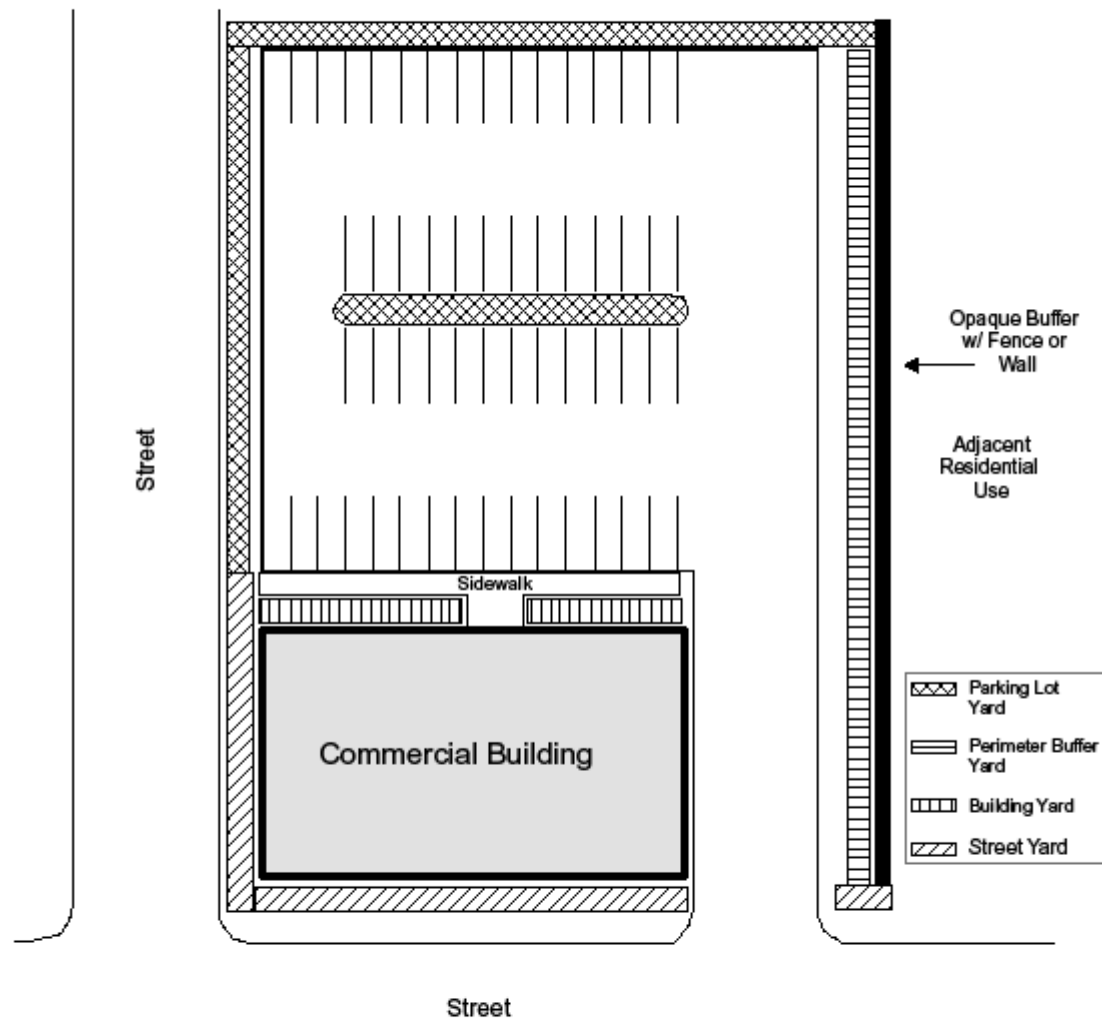 Opaque Buffer
w/ Fence or
Wall
Street
Adjacent
Residential
Use
Sidewalk
Parking Lot
Yard
Commercial Building
Perimeter Buffer
Yard
Building Yard
Street Yard
Street